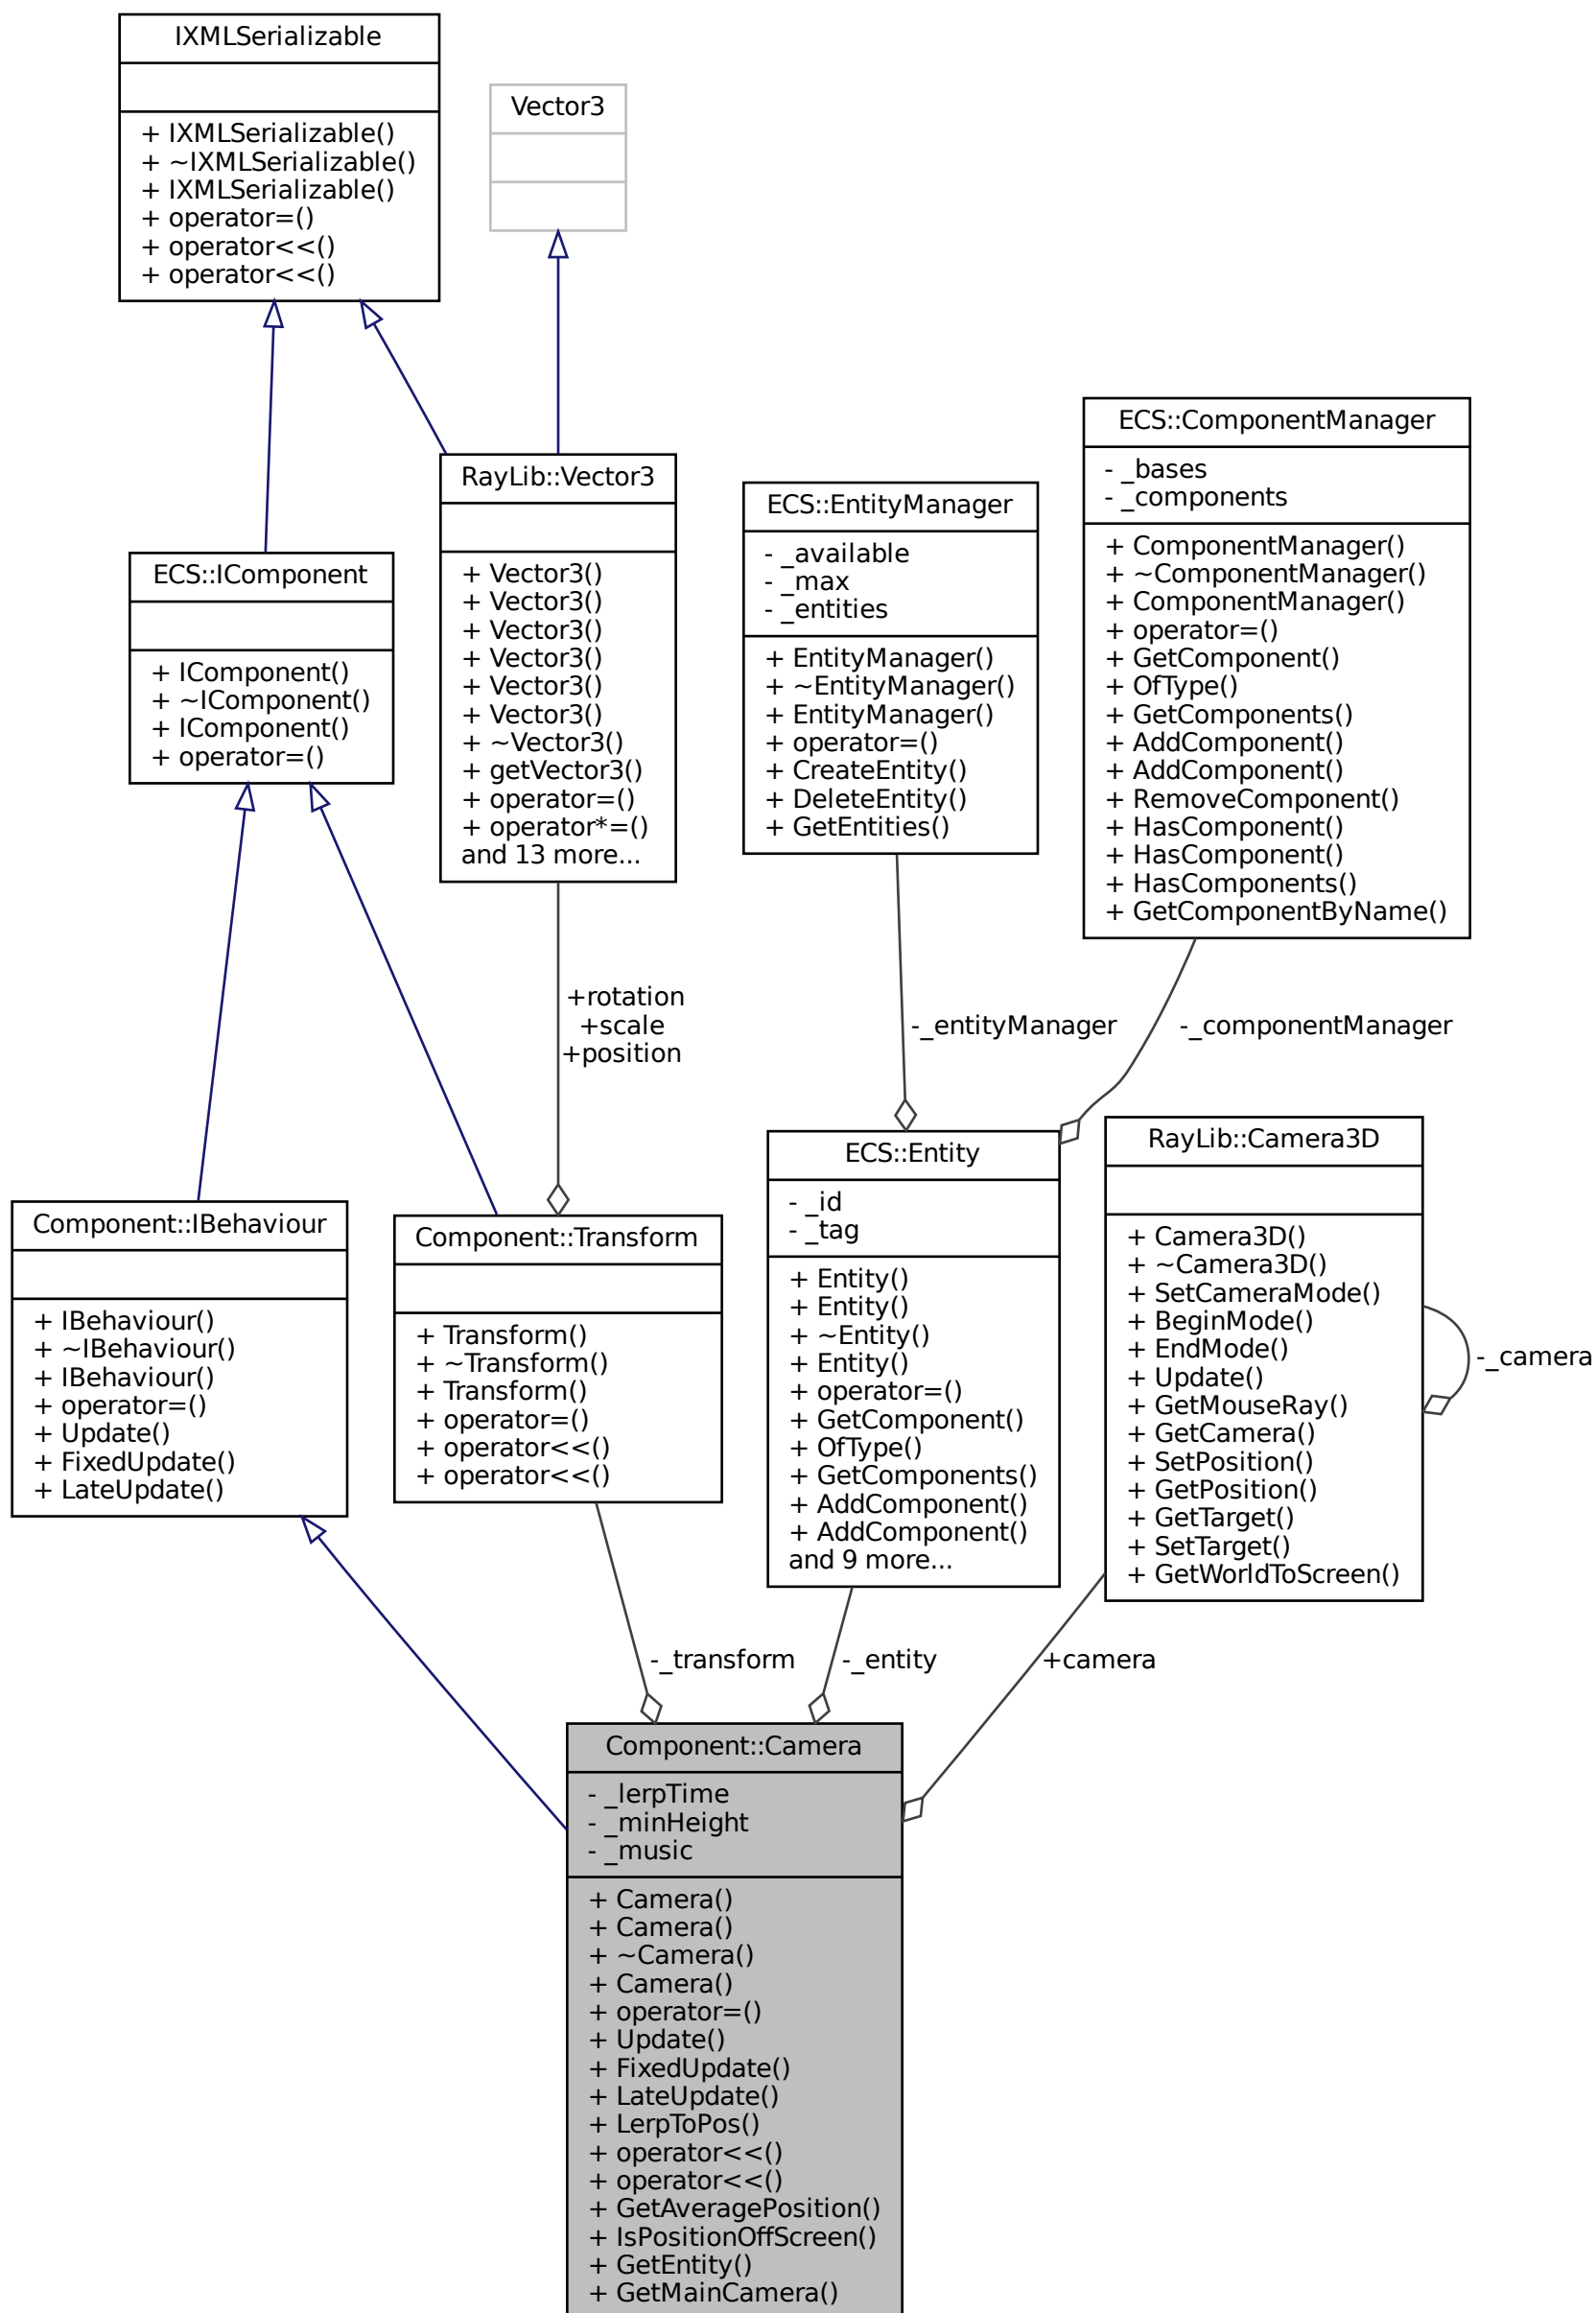 IXMLSerializable
+ IXMLSerializable()
+ ~IXMLSerializable()
+ IXMLSerializable()
+ operator=()
+ operator<<()
+ operator<<()
Vector3
ECS::IComponent
+ IComponent()
+ ~IComponent()
+ IComponent()
+ operator=()
RayLib::Vector3
+ Vector3()
+ Vector3()
+ Vector3()
+ Vector3()
+ Vector3()
+ Vector3()
+ ~Vector3()
+ getVector3()
+ operator=()
+ operator*=()
and 13 more...
ECS::EntityManager
- _available
- _max
- _entities
+ EntityManager()
+ ~EntityManager()
+ EntityManager()
+ operator=()
+ CreateEntity()
+ DeleteEntity()
+ GetEntities()
ECS::ComponentManager
- _bases
- _components
+ ComponentManager()
+ ~ComponentManager()
+ ComponentManager()
+ operator=()
+ GetComponent()
+ OfType()
+ GetComponents()
+ AddComponent()
+ AddComponent()
+ RemoveComponent()
+ HasComponent()
+ HasComponent()
+ HasComponents()
+ GetComponentByName()
+rotation
+scale
+position
-_entityManager
-_componentManager
Component::IBehaviour
+ IBehaviour()
+ ~IBehaviour()
+ IBehaviour()
+ operator=()
+ Update()
+ FixedUpdate()
+ LateUpdate()
Component::Transform
+ Transform()
+ ~Transform()
+ Transform()
+ operator=()
+ operator<<()
+ operator<<()
ECS::Entity
- _id
- _tag
+ Entity()
+ Entity()
+ ~Entity()
+ Entity()
+ operator=()
+ GetComponent()
+ OfType()
+ GetComponents()
+ AddComponent()
+ AddComponent()
and 9 more...
RayLib::Camera3D
+ Camera3D()
+ ~Camera3D()
+ SetCameraMode()
+ BeginMode()
+ EndMode()
+ Update()
+ GetMouseRay()
+ GetCamera()
+ SetPosition()
+ GetPosition()
+ GetTarget()
+ SetTarget()
+ GetWorldToScreen()
-_camera
-_transform
-_entity
+camera
Component::Camera
- _lerpTime
- _minHeight
- _music
+ Camera()
+ Camera()
+ ~Camera()
+ Camera()
+ operator=()
+ Update()
+ FixedUpdate()
+ LateUpdate()
+ LerpToPos()
+ operator<<()
+ operator<<()
+ GetAveragePosition()
+ IsPositionOffScreen()
+ GetEntity()
+ GetMainCamera()